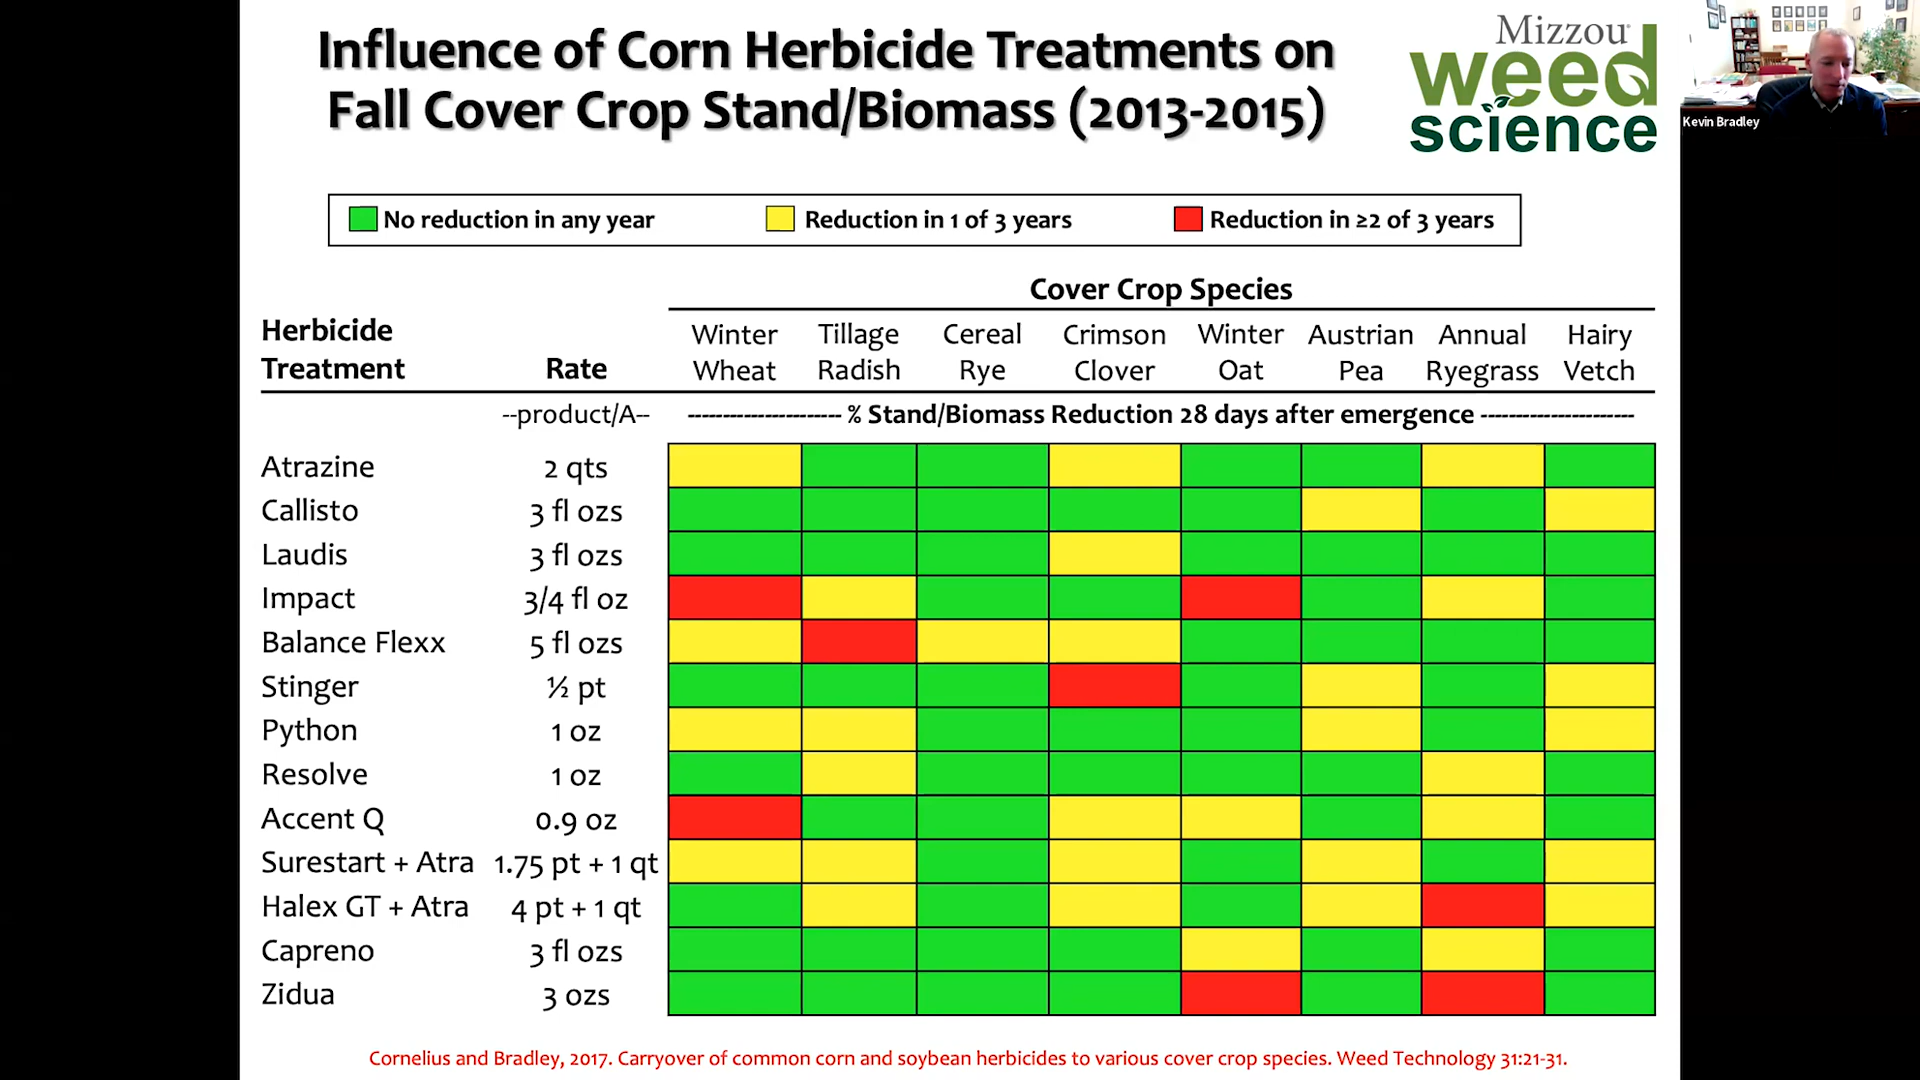 Influence of Corn Herbicide Treatments on
Fall Cover Crop Stand/Biomass (2013-2015)
Mizzou
weed
science
Kevin Bradley
No reduction in any year
Reduction in 1 of 3 years
Reduction in ≥2 of 3 years
Cover Crop Species
Herbicide Treatment
Rate
Winter Wheat
Tillage Radish
Cereal Rye
Crimson Clover
Winter Oat
Austrian Pea
Annual Ryegrass
Hairy Vetch
--product/A--
---------------------- % Stand/Biomass Reduction 28 days after emergence ----------------------
Atrazine 2 qts
Callisto 3 fl ozs
Laudis 3 fl ozs
Impact 3/4 fl oz
Balance Flexx 5 fl ozs
Stinger ½ pt
Python 1 oz
Resolve 1 oz
Accent Q 0.9 oz
Surestart + Atra 1.75 pt + 1 qt
Halex GT + Atra 4 pt + 1 qt
Capreno 3 fl ozs
Zidua 3 ozs
Cornelius and Bradley, 2017. Carryover of common corn and soybean herbicides to various cover crop species. Weed Technology 31:21-31.